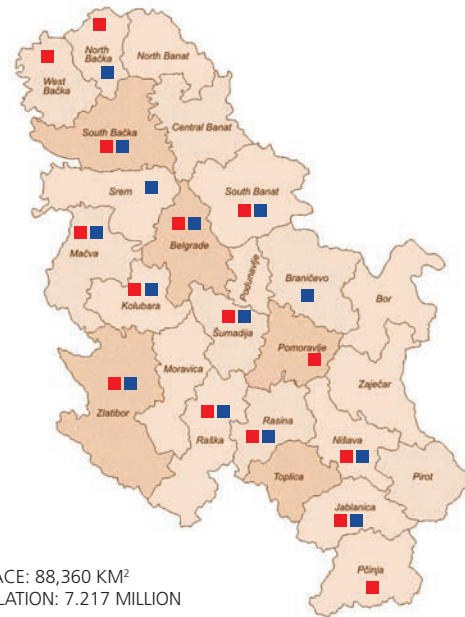 North
Bačka
North Banat
West
Bačka
South Bačka
Central Banat
Srem
South Banat
Mačva
Belgrade
Podunavlje
Braničevo
Bor
Kolubara
Šumadija
Pomoravlje
Moravica
Zaječar
Zlatibor
Raška
Rasina
Nišava
Toplica
Pirot
Jablanica
Pčinja
ACE: 88,360 KM²
LATION: 7.217 MILLION